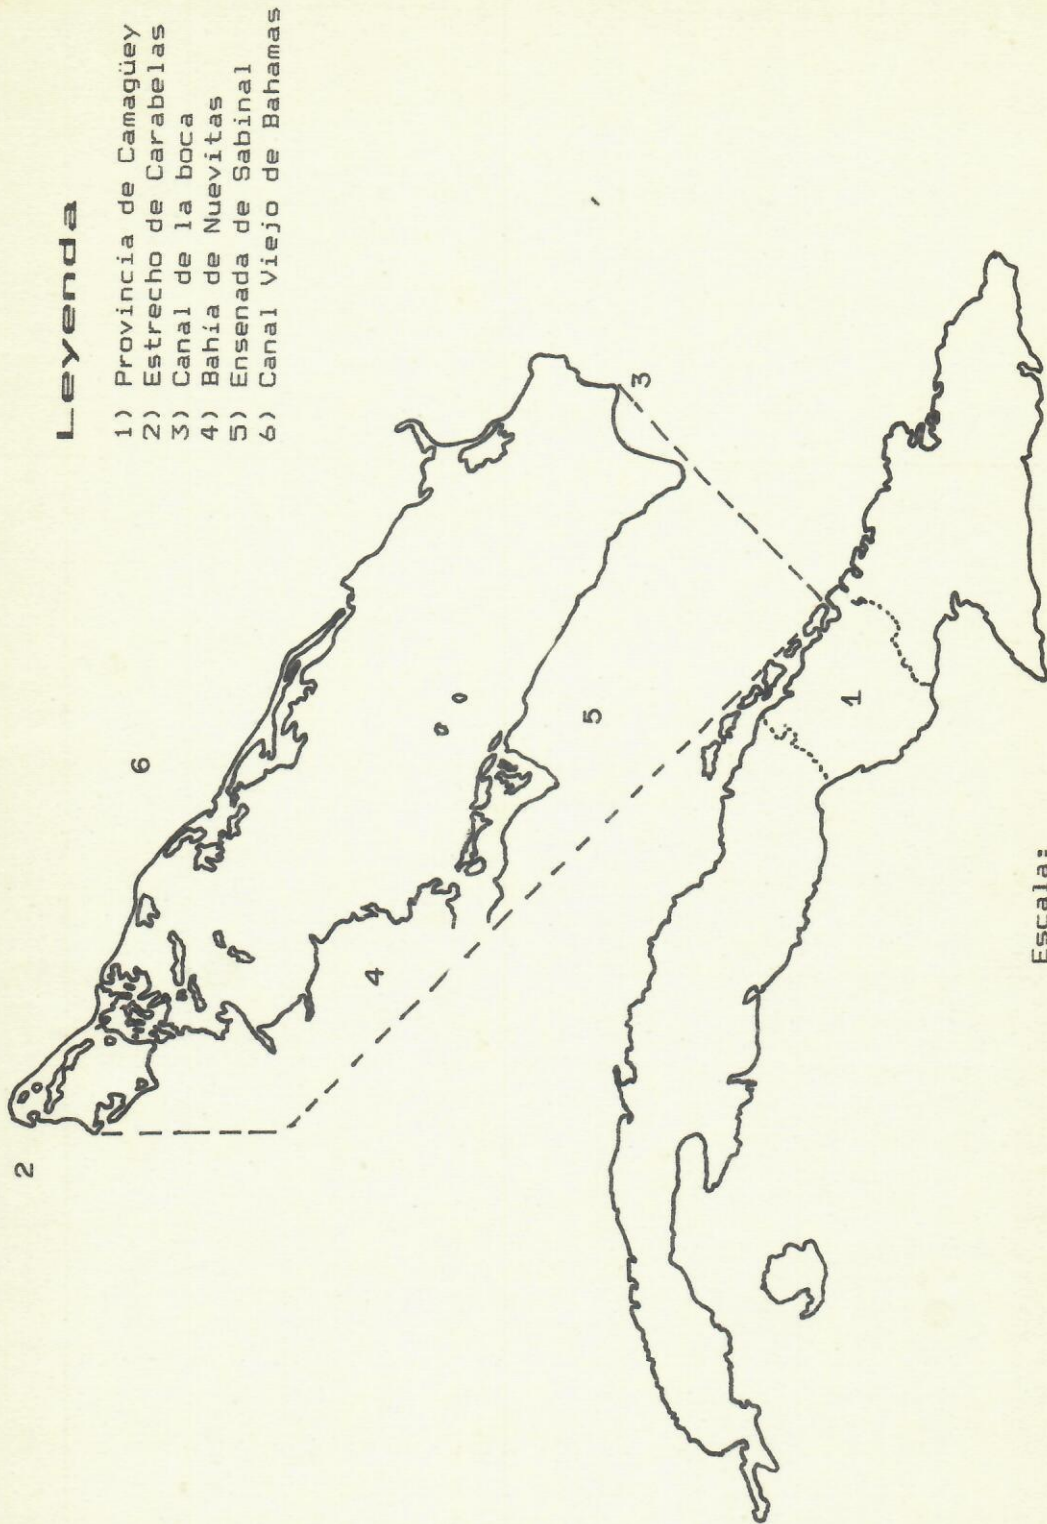 Leyenda
1) Provincia de Camagüey
2) Estrecho de Carabelas
3) Canal de la boca
4) Bahía de Nuevitas
5) Ensenada de Sabinal
6) Canal Viejo de Bahamas
2
6
3
4
5
1
Escala: